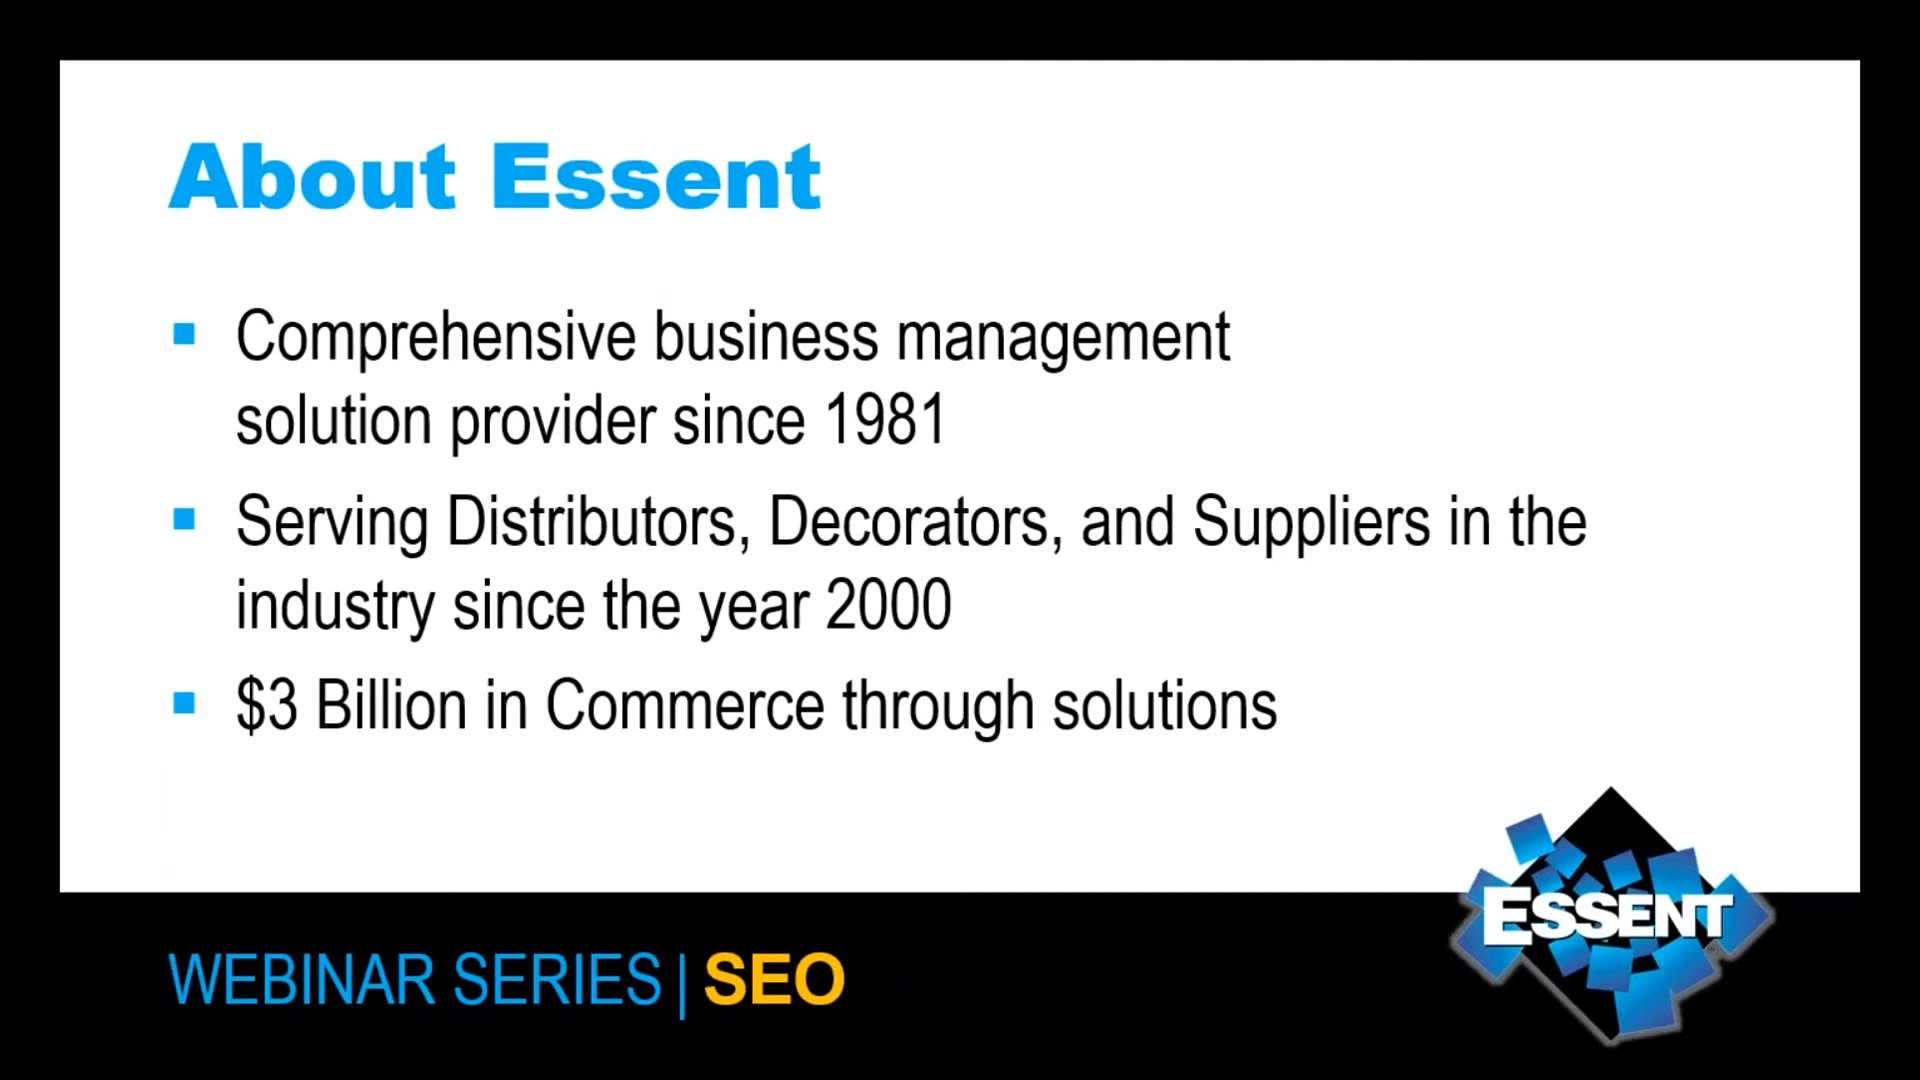 About Essent
Comprehensive business management
solution provider since 1981
Serving Distributors, Decorators, and Suppliers in the
industry since the year 2000
$3 Billion in Commerce through solutions
ESSENT
WEBINAR SERIES | SEO